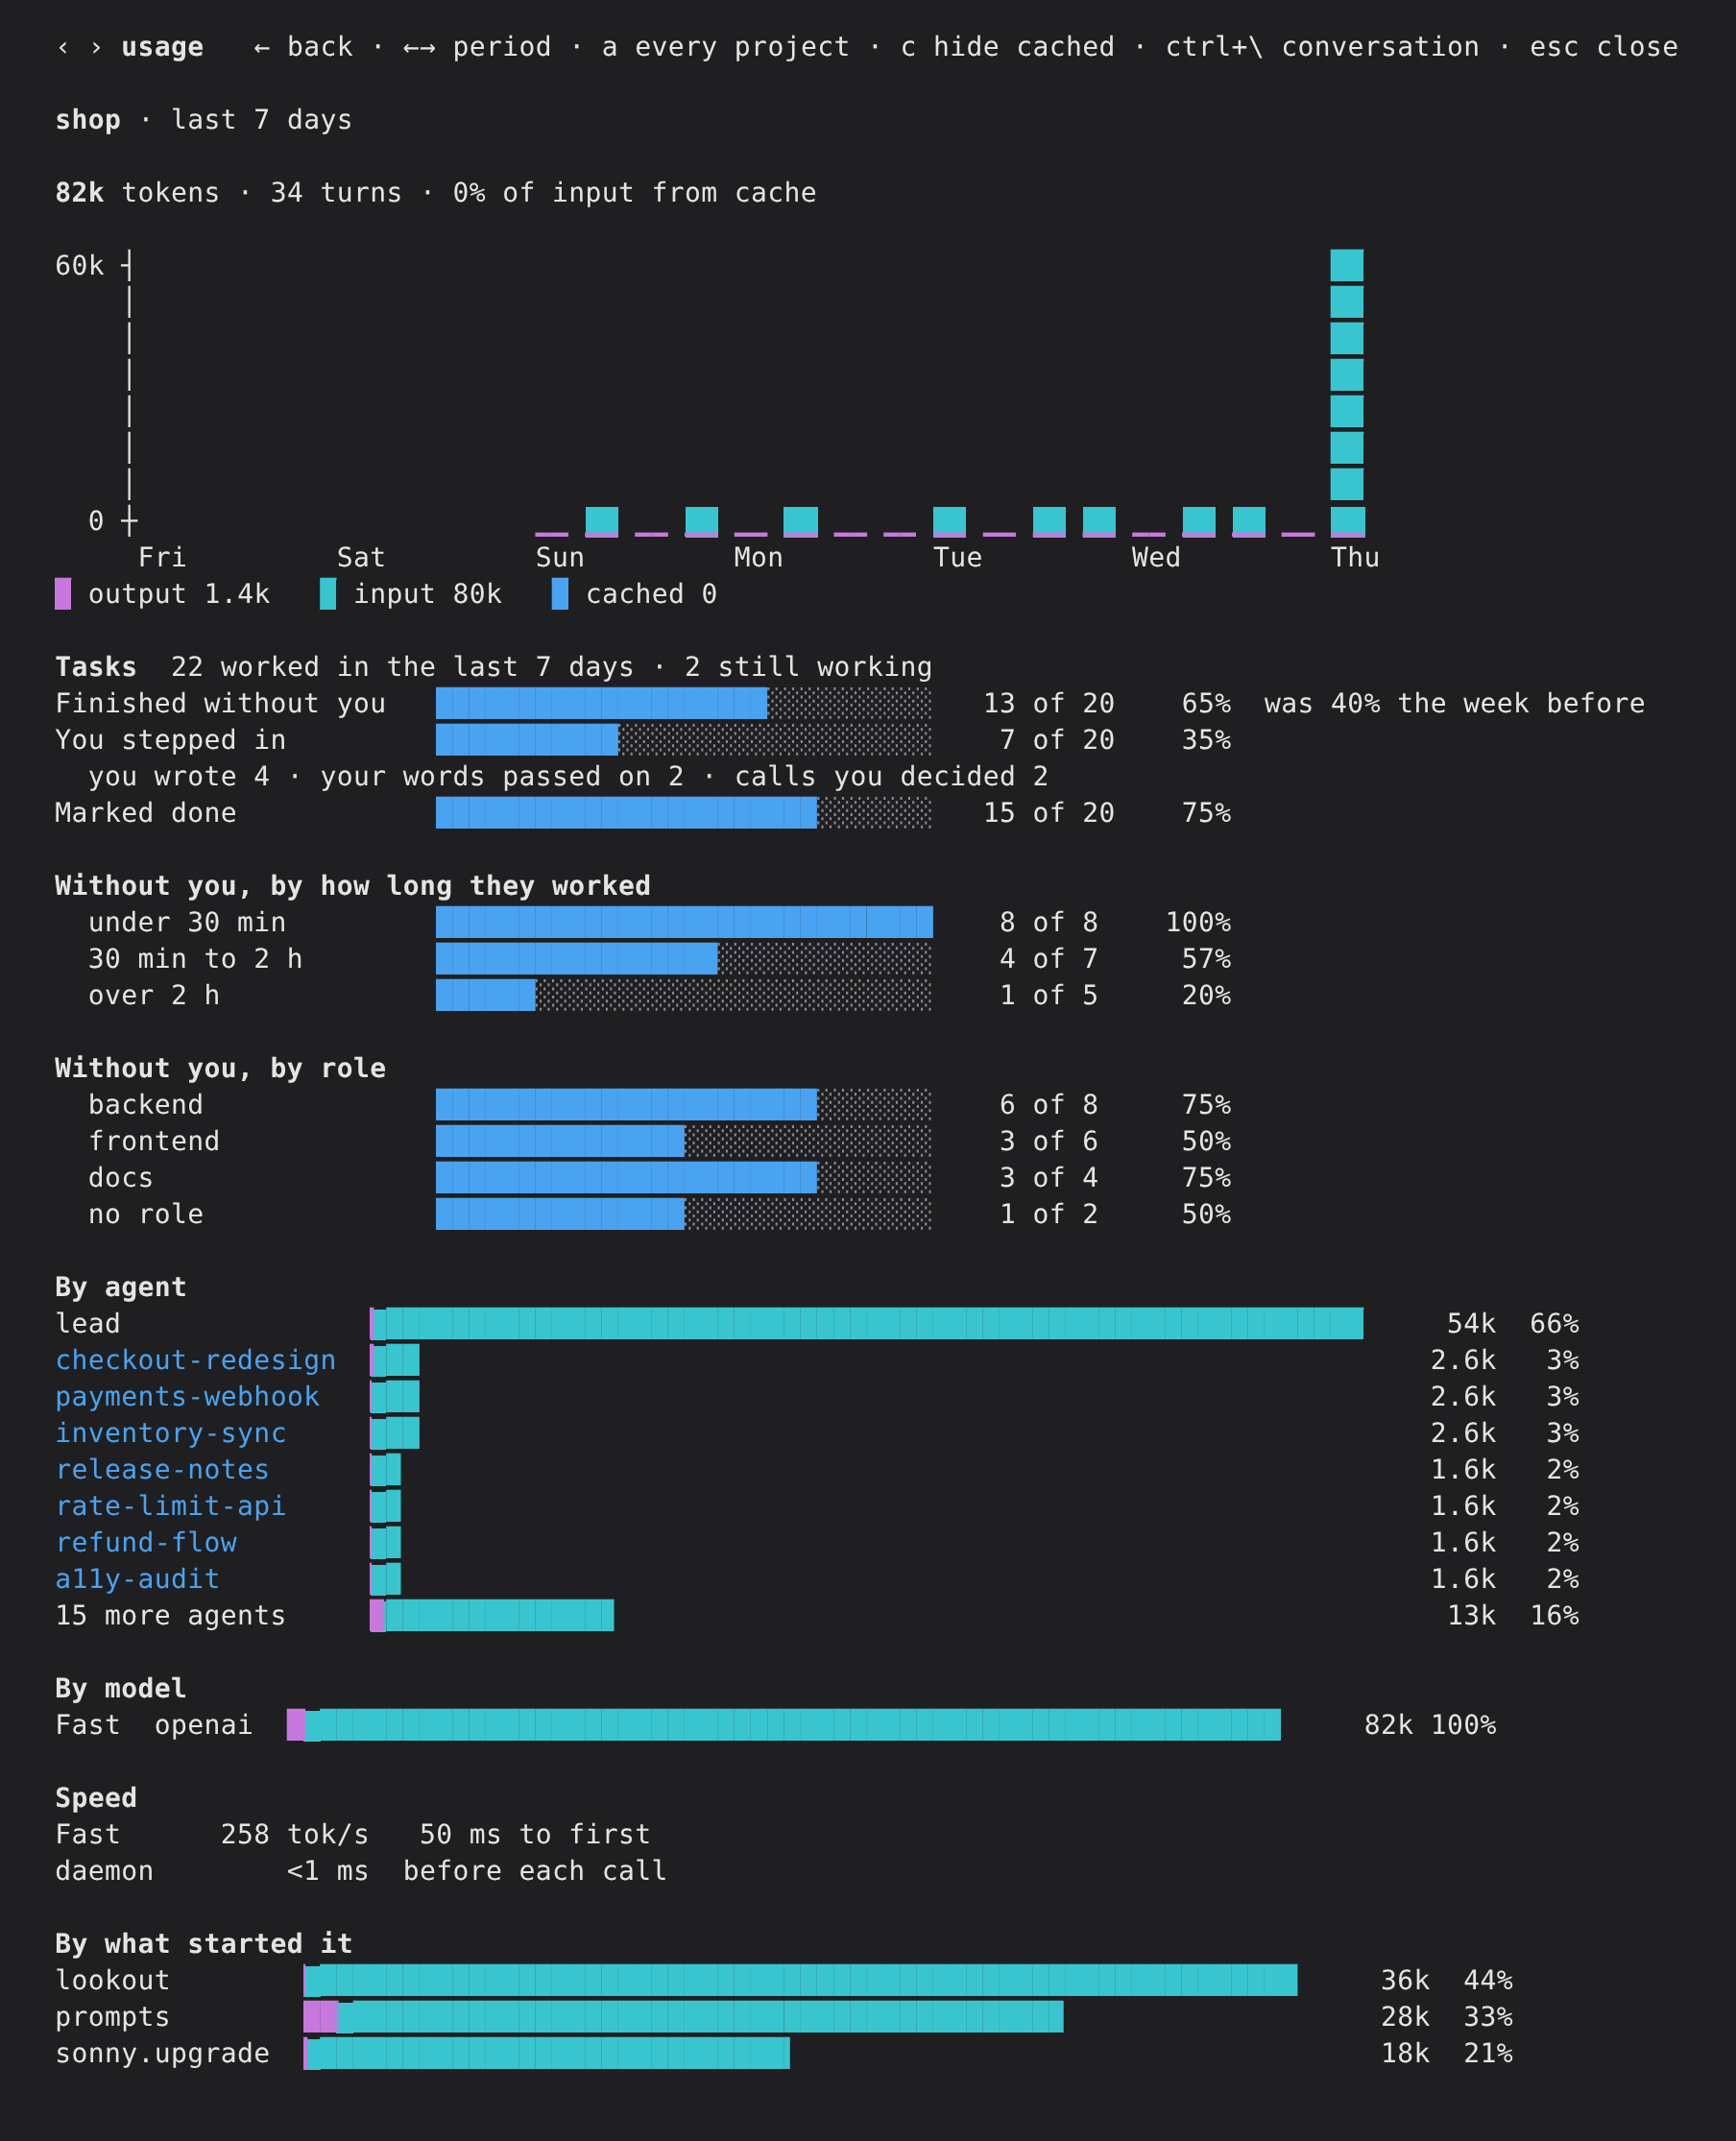 ‹ › usage   ← back · ←→ period · a every project · c hide cached · ctrl+\ conversation · esc close
shop · last 7 days
82k tokens · 34 turns · 0% of input from cache
60k
0
Fri Sat Sun Mon Tue Wed Thu
output 1.4k   input 80k   cached 0
Tasks  22 worked in the last 7 days · 2 still working
Finished without you   13 of 20   65%  was 40% the week before
You stepped in   7 of 20   35%
you wrote 4 · your words passed on 2 · calls you decided 2
Marked done   15 of 20   75%
Without you, by how long they worked
under 30 min   8 of 8   100%
30 min to 2 h   4 of 7   57%
over 2 h   1 of 5   20%
Without you, by role
backend   6 of 8   75%
frontend   3 of 6   50%
docs   3 of 4   75%
no role   1 of 2   50%
By agent
lead   54k   66%
checkout-redesign   2.6k   3%
payments-webhook   2.6k   3%
inventory-sync   2.6k   3%
release-notes   1.6k   2%
rate-limit-api   1.6k   2%
refund-flow   1.6k   2%
a11y-audit   1.6k   2%
15 more agents   13k   16%
By model
Fast  openai   82k 100%
Speed
Fast   258 tok/s   50 ms to first
daemon   <1 ms  before each call
By what started it
lookout   36k  44%
prompts   28k  33%
sonny.upgrade   18k  21%